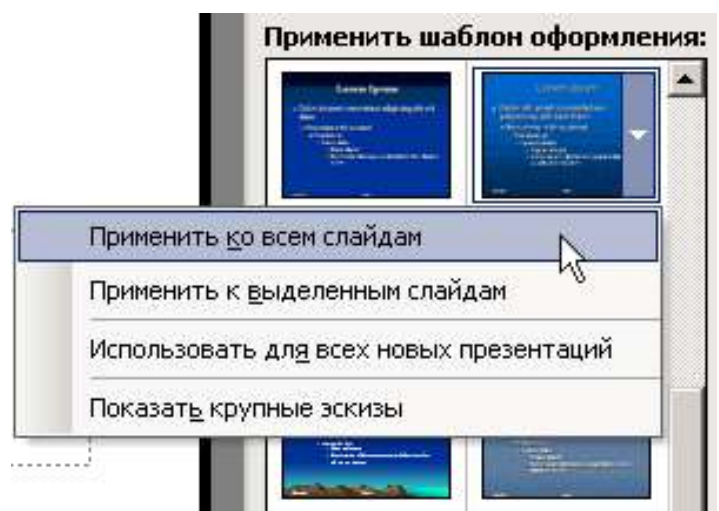 Применить шаблон оформления:
Применить ко всем слайдам
Применить к выделенным слайдам
Использовать для всех новых презентаций
Показать крупные эскизы